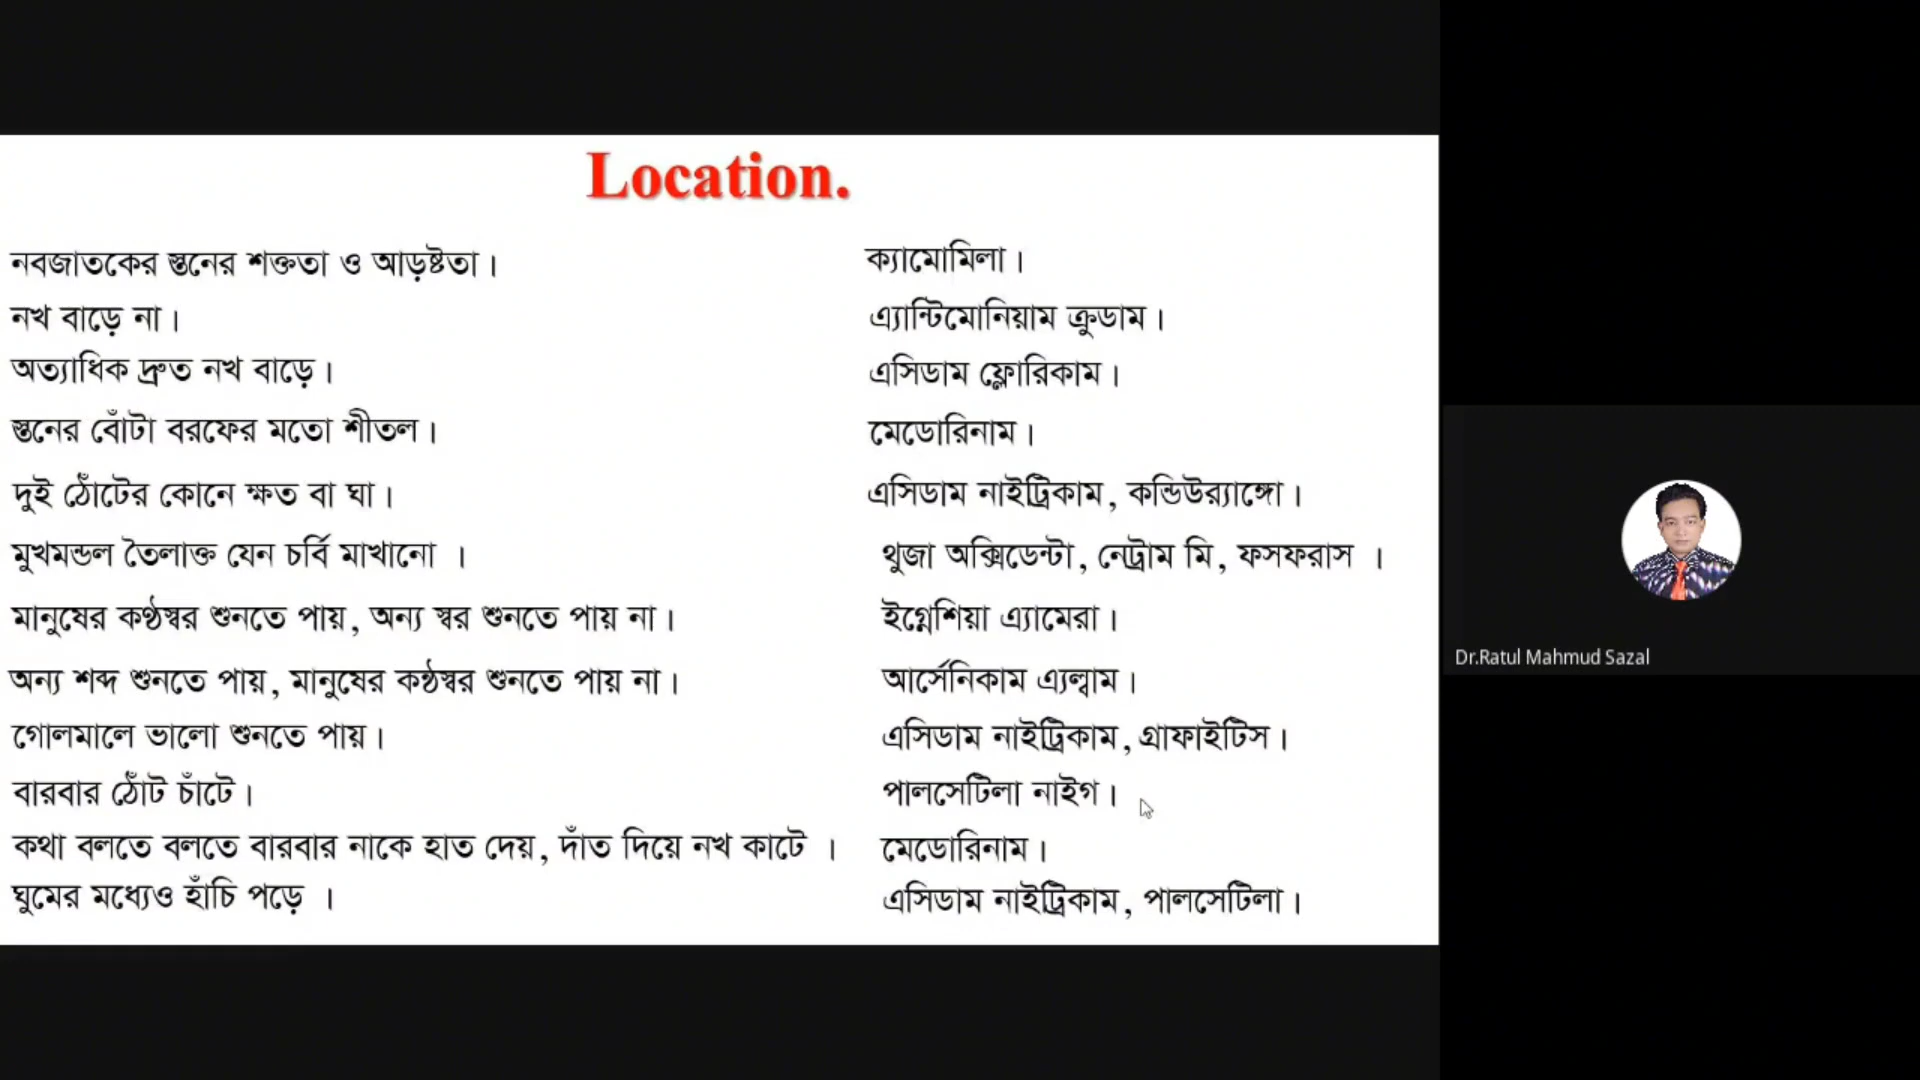 Location.
নবজাতকের স্তনের শক্ততা ও আড়ষ্টতা। ক্যামোমিলা।
নখ বাড়ে না। এ্যান্টিমোনিয়াম ক্রুডাম।
অত্যাধিক দ্রুত নখ বাড়ে। এসিডাম ফ্লোরিকাম।
স্তনের বোঁটা বরফের মতো শীতল। মেডোরিনাম।
দুই ঠোঁটের কোনে ক্ষত বা ঘা। এসিডাম নাইট্রিকাম, কন্ডিউর‍্যাঙ্গো।
মুখমন্ডল তৈলাক্ত যেন চর্বি মাখানো । থুজা অক্সিডেন্টা, নেট্রাম মি, ফসফরাস ।
মানুষের কণ্ঠস্বর শুনতে পায়, অন্য স্বর শুনতে পায় না। ইগ্নেশিয়া এ্যামেরা।
অন্য শব্দ শুনতে পায়, মানুষের কন্ঠস্বর শুনতে পায় না। আর্সেনিকাম এ্যল্বাম।
গোলমালে ভালো শুনতে পায়। এসিডাম নাইট্রিকাম, গ্রাফাইটিস।
বারবার ঠোঁট চাঁটে। পালসেটিলা নাইগ।
কথা বলতে বলতে বারবার নাকে হাত দেয়, দাঁত দিয়ে নখ কাটে । মেডোরিনাম।
ঘুমের মধ্যেও হাঁচি পড়ে । এসিডাম নাইট্রিকাম, পালসেটিলা।
Dr.Ratul Mahmud Sazal